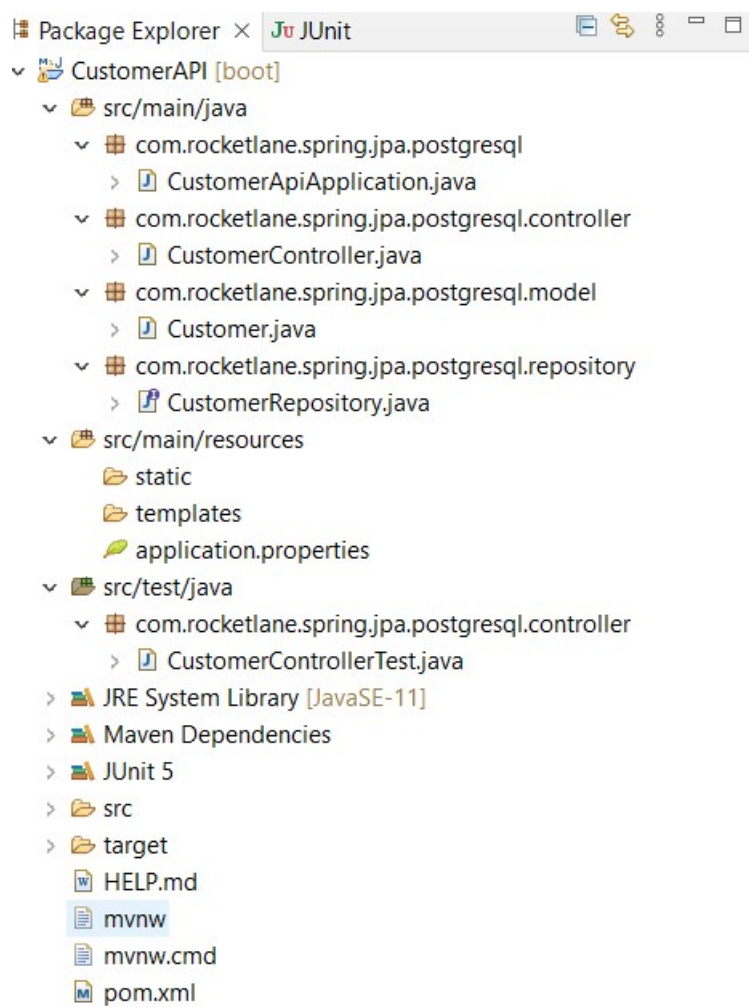 Package Explorer × Ju JUnit
CustomerAPI [boot]
src/main/java
com.rocketlane.spring.jpa.postgresql
CustomerApiApplication.java
com.rocketlane.spring.jpa.postgresql.controller
CustomerController.java
com.rocketlane.spring.jpa.postgresql.model
Customer.java
com.rocketlane.spring.jpa.postgresql.repository
CustomerRepository.java
src/main/resources
static
templates
application.properties
src/test/java
com.rocketlane.spring.jpa.postgresql.controller
CustomerControllerTest.java
JRE System Library [JavaSE-11]
Maven Dependencies
JUnit 5
src
target
HELP.md
mvnw
mvnw.cmd
pom.xml